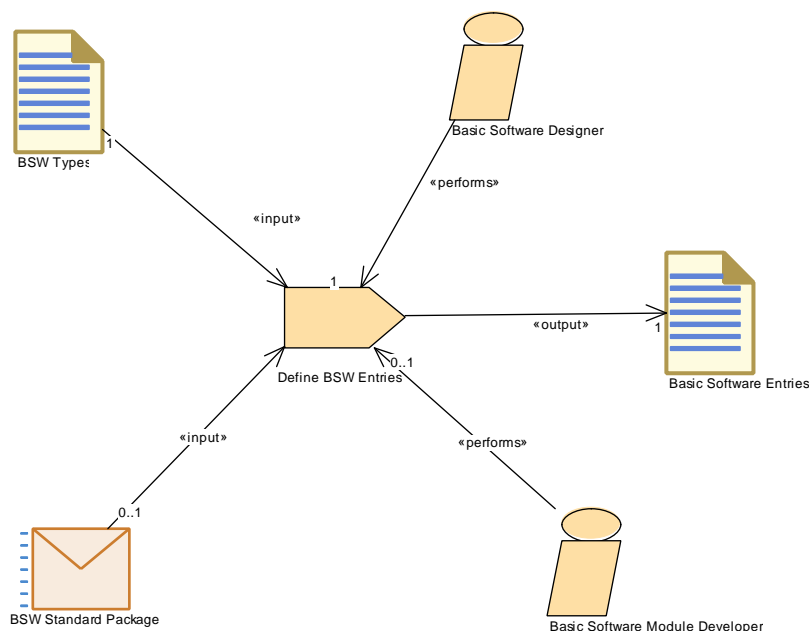 Basic Software Designer
1
BSW Types
«performs»
«input»
1
«output»
1
Define BSW Entries
0..1
Basic Software Entries
«input»
«performs»
0..1
BSW Standard Package
Basic Software Module Developer